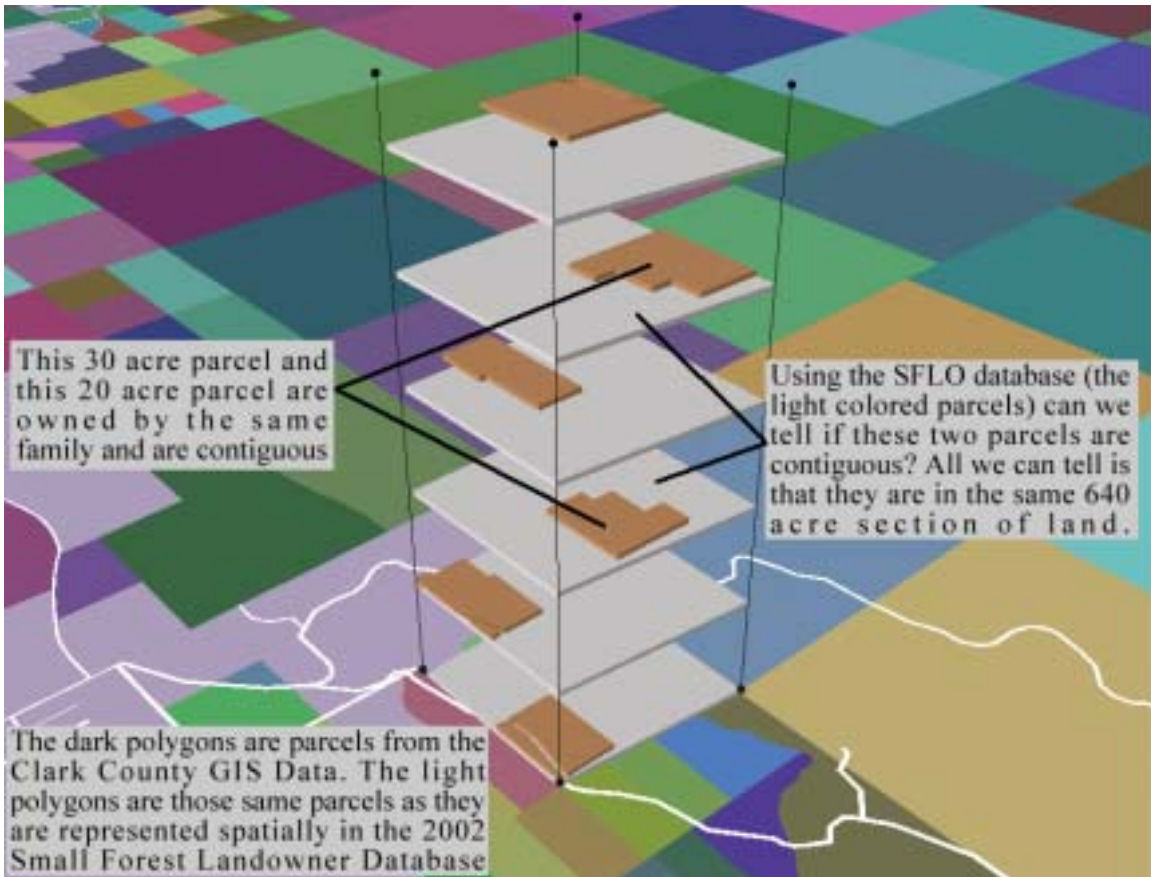 This 30 acre parcel and
this 20 acre parcel are
owned by the same
family and are contiguous
Using the SFLO database (the
light colored parcels) can we
tell if these two parcels are
contiguous? All we can tell is
that they are in the same 640
acre section of land.
The dark polygons are parcels from the
Clark County GIS Data. The light
polygons are those same parcels as they
are represented spatially in the 2002
Small Forest Landowner Database